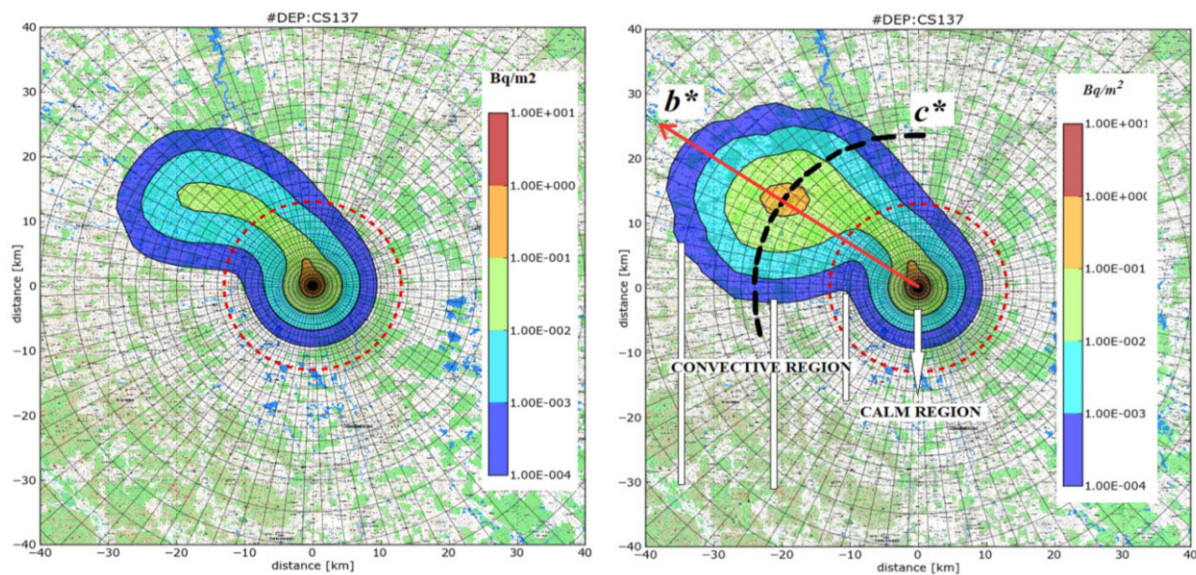 #DEP:CS137
40
30
20
10
0
−10
−20
−30
−40
distance [km]
−40
−30
−20
−10
0
10
20
30
40
distance [km]
Bq/m2
1.00E+001
1.00E+000
1.00E-001
1.00E-002
1.00E-003
1.00E-004
#DEP:CS137
40
30
20
10
0
−10
−20
−30
−40
distance [km]
−40
−30
−20
−10
0
10
20
30
40
distance [km]
b*
c*
CONVECTIVE REGION
CALM REGION
Bq/m²
1.00E+001
1.00E+000
1.00E-001
1.00E-002
1.00E-003
1.00E-004